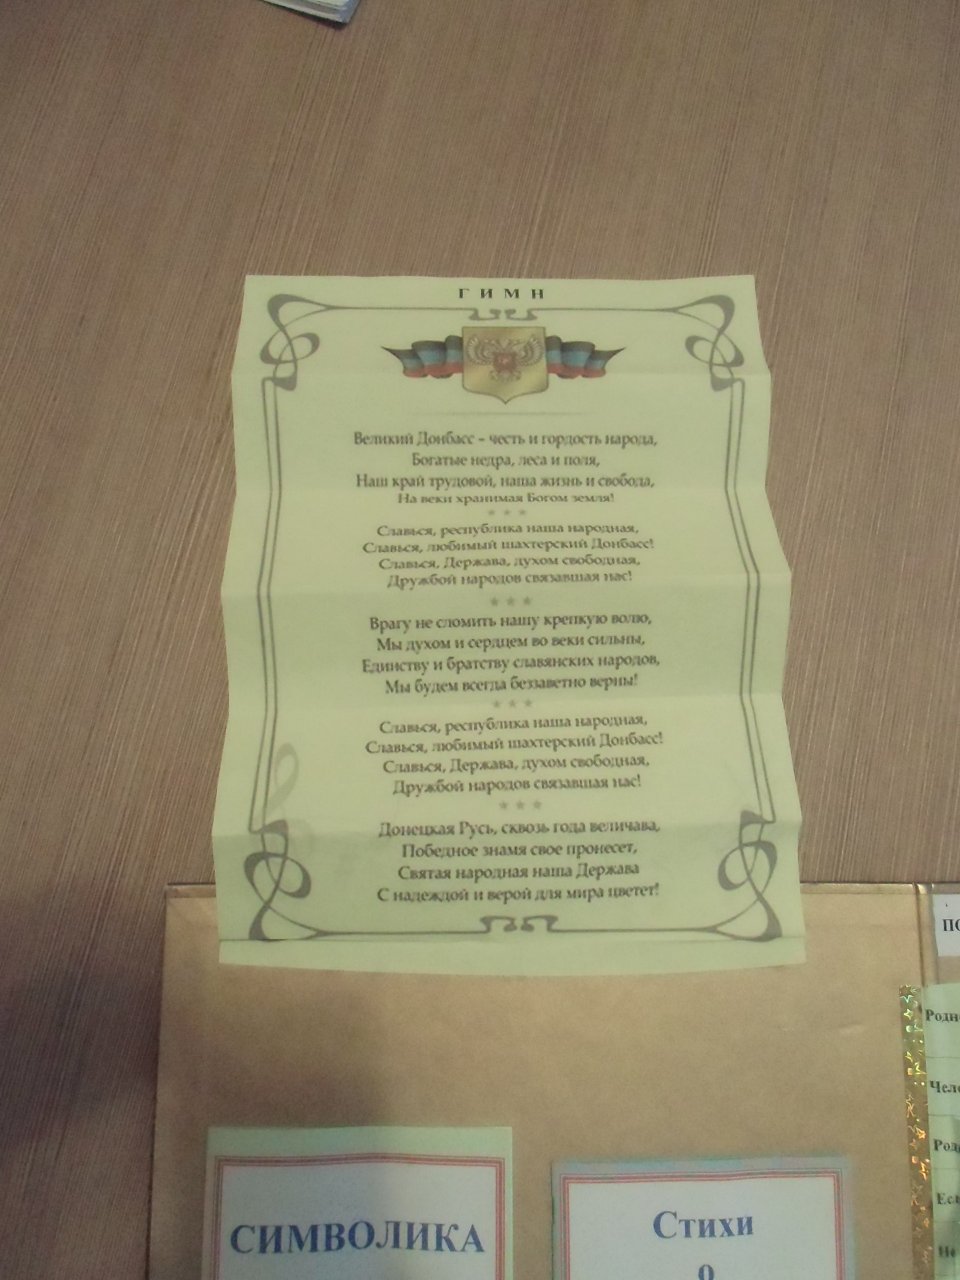 ГИМН
Великий Донбасс – честь и гордость народа,
Богатые недра, леса и поля,
Наш край трудовой, наша жизнь и свобода,
На веки хранимая Богом земля!
* * *
Славься, республика наша народная,
Славься, любимый шахтерский Донбасс!
Славься, Держава, духом свободная,
Дружбой народов связавшая нас!
* * *
Врагу не сломить нашу крепкую волю,
Мы духом и сердцем во веки сильны,
Единству и братству славянских народов,
Мы будем всегда беззаветно верны!
* * *
Славься, республика наша народная,
Славься, любимый шахтерский Донбасс!
Славься, Держава, духом свободная,
Дружбой народов связавшая нас!
* * *
Донецкая Русь, сквозь года величава,
Победное знамя свое пронесет,
Святая народная наша Держава
С надеждой и верой для мира цветет!
СИМВОЛИКА
Стихи
о